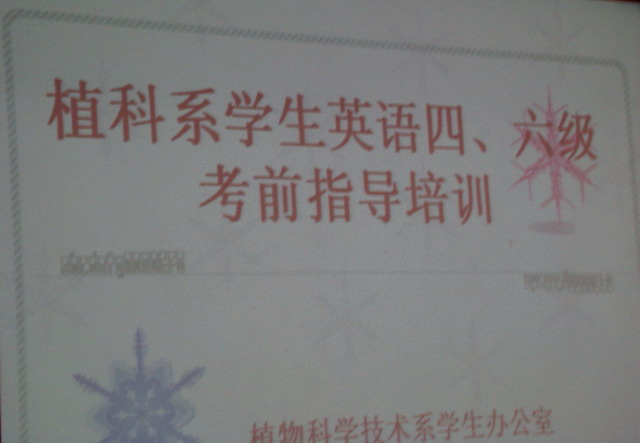 植科系学生英语四、六级
考前指导培训
植物科学技术系学生办公室